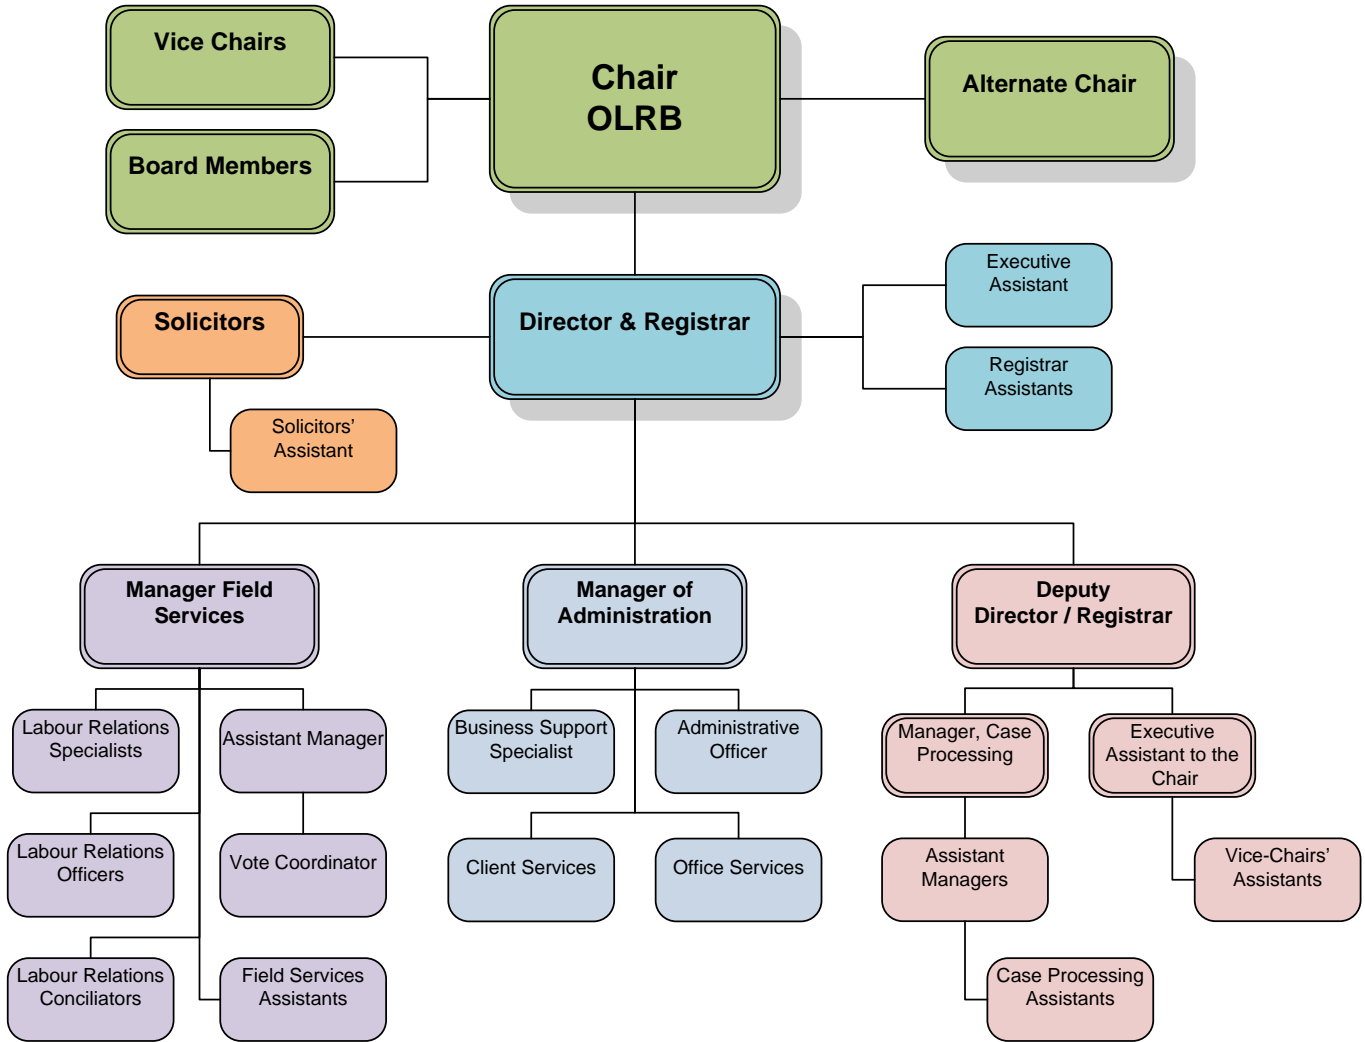 Vice Chairs
Chair
OLRB
Alternate Chair
Board Members
Executive
Assistant
Solicitors
Director & Registrar
Registrar
Assistants
Solicitors’
Assistant
Manager Field
Services
Manager of
Administration
Deputy
Director / Registrar
Labour Relations
Specialists
Assistant Manager
Business Support
Specialist
Administrative
Officer
Manager, Case
Processing
Executive
Assistant to the
Chair
Labour Relations
Officers
Vote Coordinator
Client Services
Office Services
Assistant
Managers
Vice-Chairs’
Assistants
Labour Relations
Conciliators
Field Services
Assistants
Case Processing
Assistants